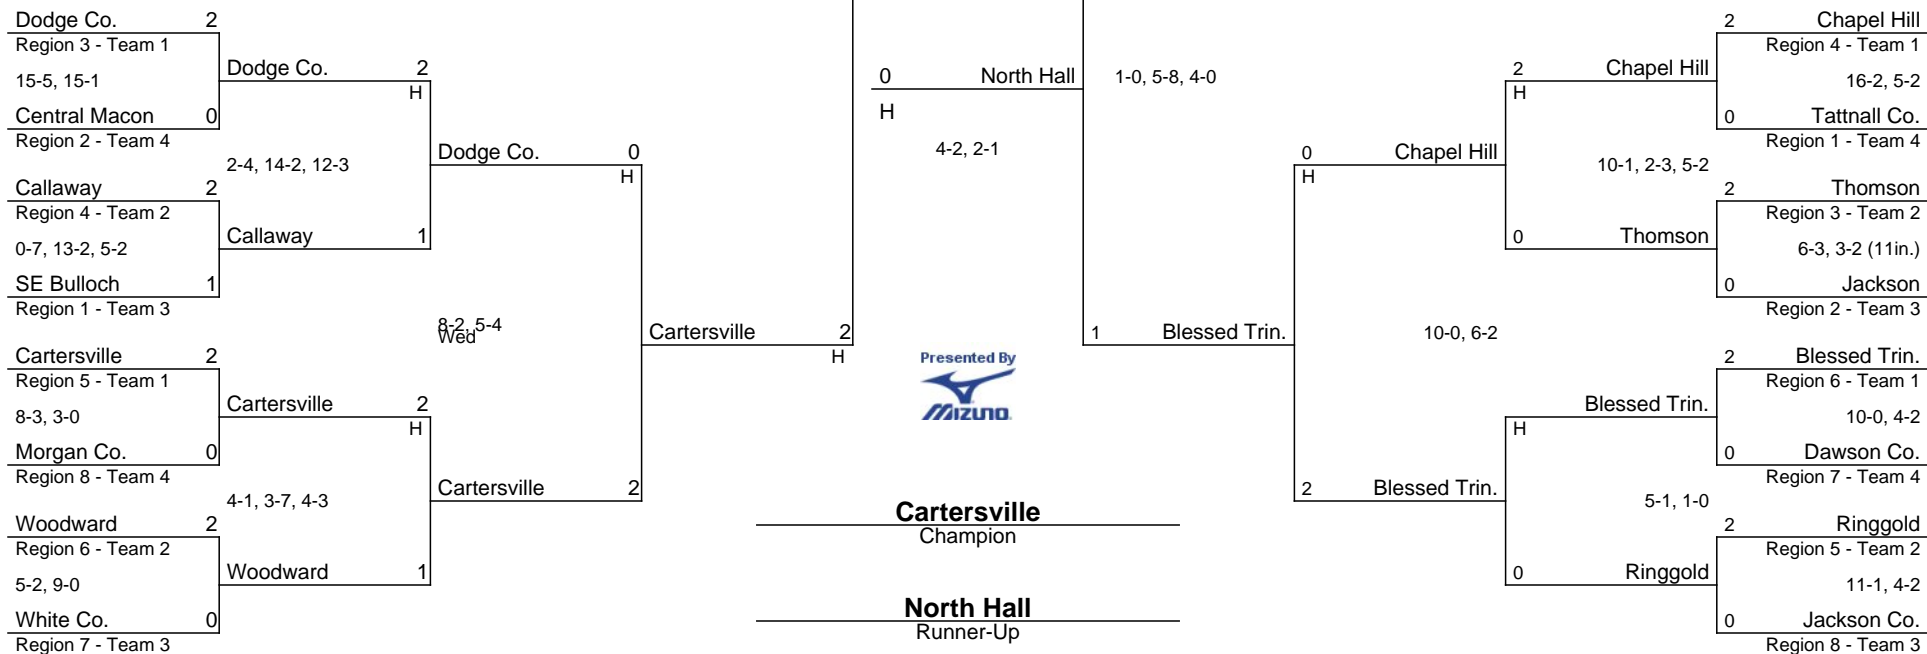 Dodge Co. 2
Region 3 - Team 1
15-5, 15-1
Central Macon 0
Region 2 - Team 4
Callaway 2
Region 4 - Team 2
0-7, 13-2, 5-2
SE Bulloch 1
Region 1 - Team 3
Cartersville 2
Region 5 - Team 1
8-3, 3-0
Morgan Co. 0
Region 8 - Team 4
Woodward 2
Region 6 - Team 2
5-2, 9-0
White Co. 0
Region 7 - Team 3
Dodge Co. 2
H
2-4, 14-2, 12-3
Callaway 1
Cartersville 2
H
4-1, 3-7, 4-3
Woodward 1
Dodge Co. 0
H
8-2, 5-4
Wed
Cartersville 2
Cartersville 2
H
0 North Hall
H
4-2, 2-1
1-0, 5-8, 4-0
Presented By
MIZUNO
Cartersville
Champion
North Hall
Runner-Up
1 Blessed Trin.
0 Chapel Hill
H
10-0, 6-2
2 Blessed Trin.
2 Chapel Hill
H
10-1, 2-3, 5-2
0 Thomson
Blessed Trin.
H
5-1, 1-0
0 Ringgold
2 Chapel Hill
Region 4 - Team 1
16-2, 5-2
0 Tattnall Co.
Region 1 - Team 4
2 Thomson
Region 3 - Team 2
6-3, 3-2 (11in.)
0 Jackson
Region 2 - Team 3
2 Blessed Trin.
Region 6 - Team 1
10-0, 4-2
0 Dawson Co.
Region 7 - Team 4
2 Ringgold
Region 5 - Team 2
11-1, 4-2
0 Jackson Co.
Region 8 - Team 3